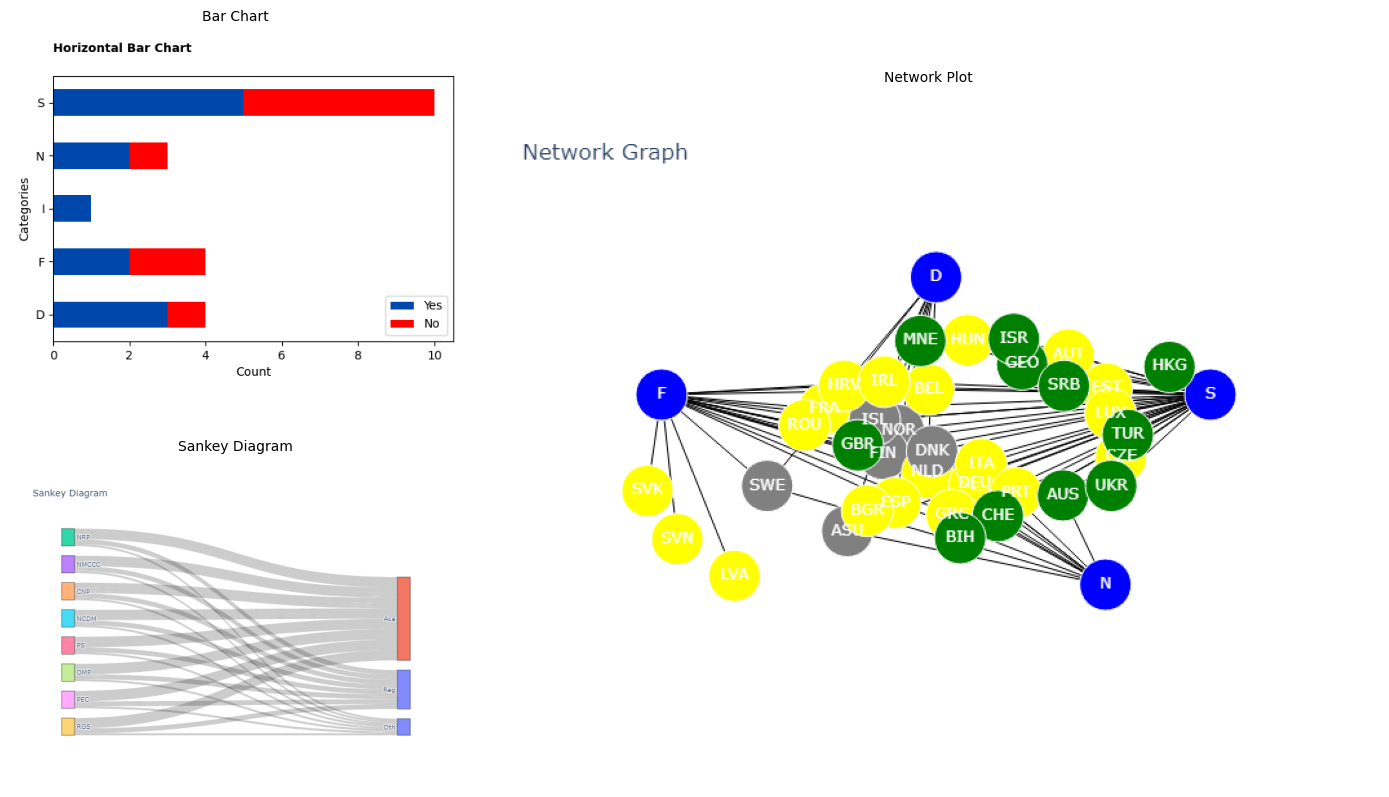 Bar Chart
Horizontal Bar Chart
Categories
S
N
I
F
D
0 2 4 6 8 10
Count
Yes
No
Sankey Diagram
Sankey Diagram
NRP
NMCCC
CNP
NCDM
PS
OMP
PEC
RGS
Aca
Reg
Oth
Network Plot
Network Graph
D
MNE
HUN
ISR
GEO
AUT
HKG
F
HRV
IRL
BEL
SRB
EST
S
FRA
ROU
ISL
NOR
LUX
TUR
GBR
FIN
DNK
CZE
NLD
ITA
DEU
SWE
SVK
PRT
AUS
UKR
BGR
ESP
GRC
CHE
ASU
BIH
SVN
LVA
N